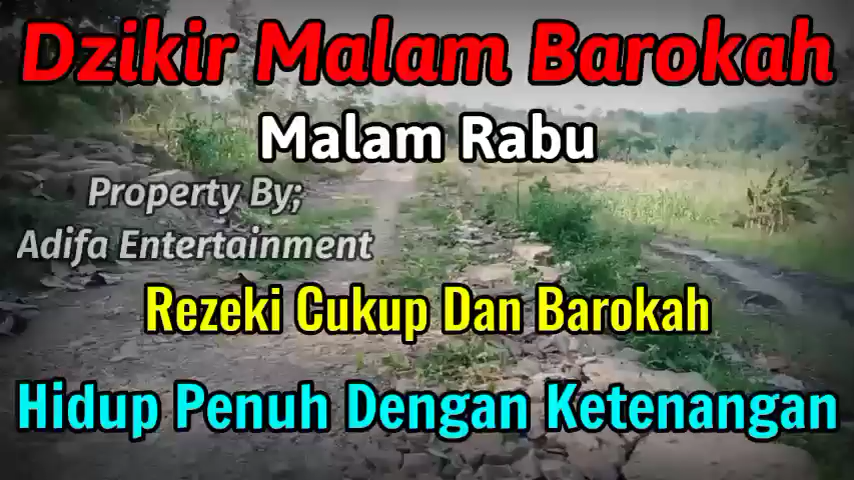 Dzikir Malam Barokah
Malam Rabu
Property By;
Adifa Entertainment
Rezeki Cukup Dan Barokah
Hidup Penuh Dengan Ketenangan